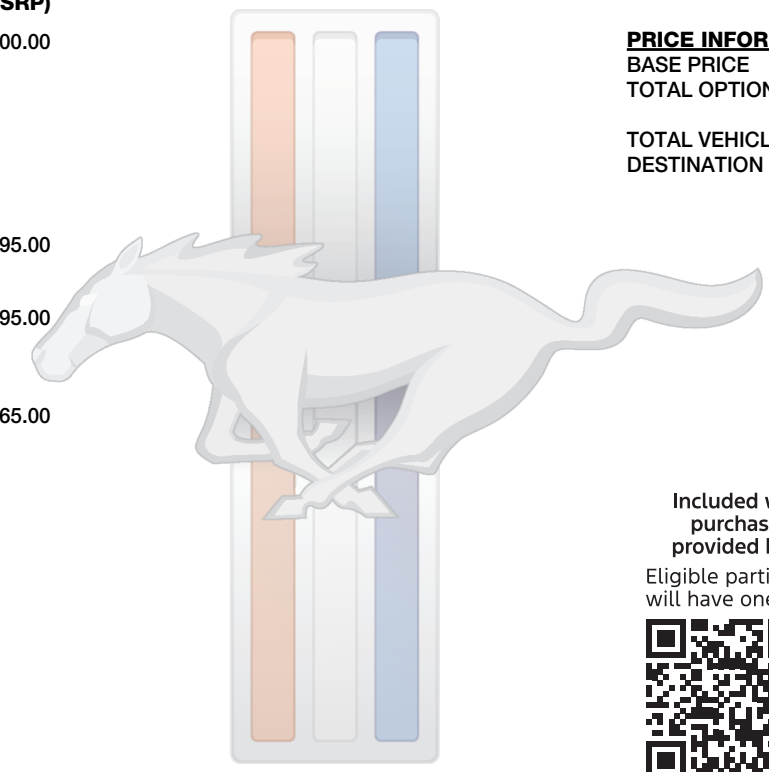 SRP)
00.00
95.00
95.00
65.00
PRICE INFOR
BASE PRICE
TOTAL OPTION
TOTAL VEHICL
DESTINATION
Included w
purchas
provided b
Eligible parti
will have one